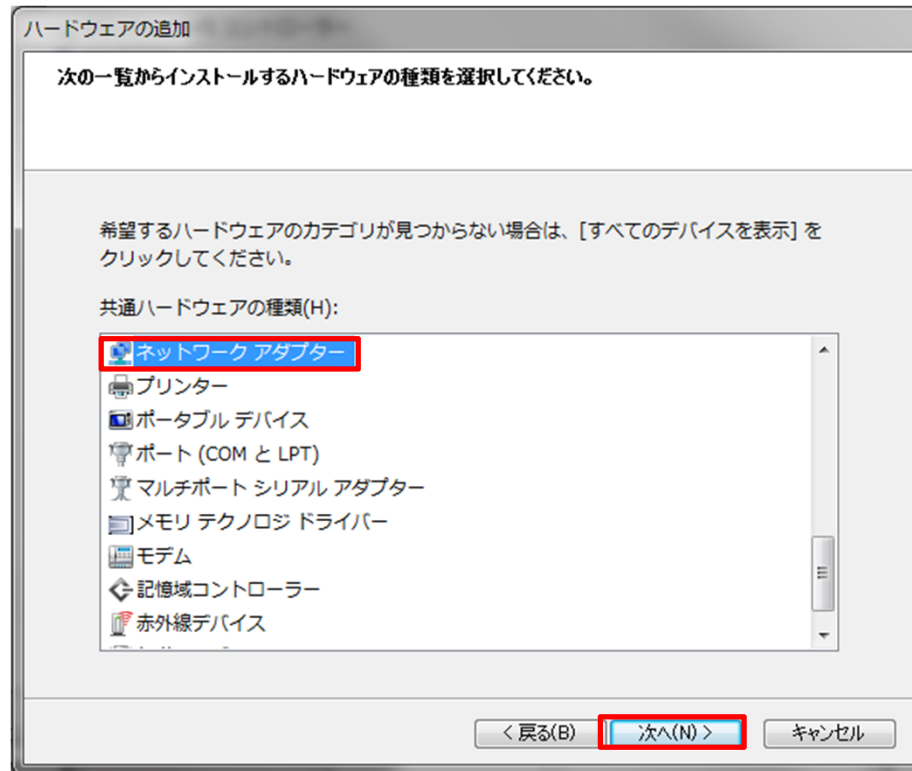 ハードウェアの追加
次の一覧からインストールするハードウェアの種類を選択してください。
希望するハードウェアのカテゴリが見つからない場合は、[すべてのデバイスを表示] を
クリックしてください。
共通ハードウェアの種類(H):
ネットワーク アダプター
プリンター
ポータブル デバイス
ポート (COM と LPT)
マルチポート シリアル アダプター
メモリ テクノロジ ドライバー
モデム
記憶域コントローラー
赤外線デバイス
< 戻る(B)
次へ(N) >
キャンセル